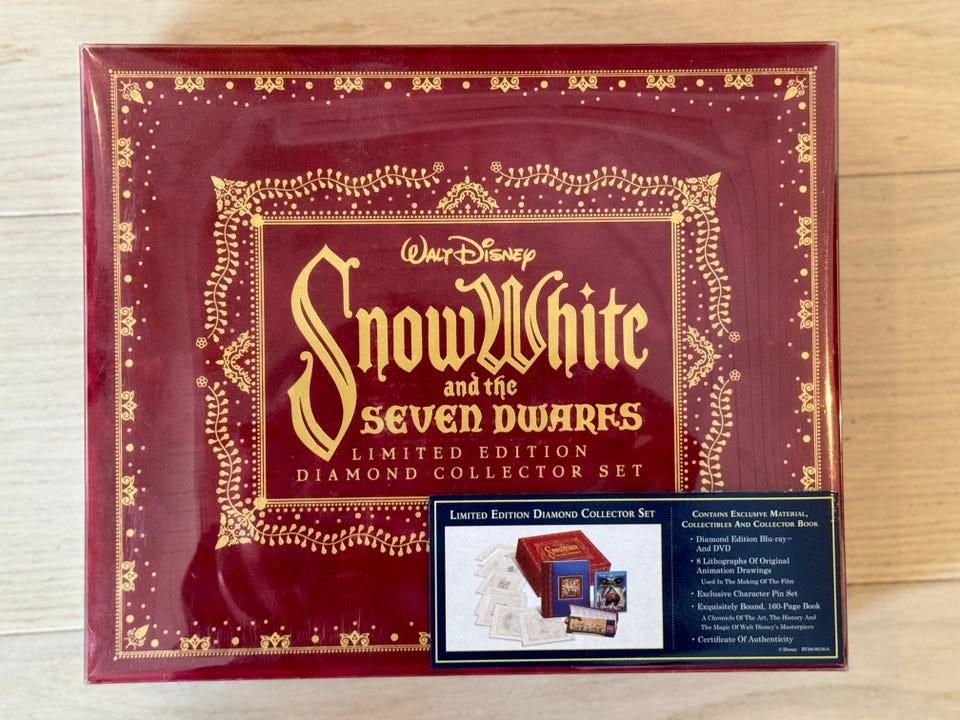 WALT DISNEY
Snow White
and the
SEVEN DWARFS
LIMITED EDITION
DIAMOND COLLECTOR SET
LIMITED EDITION DIAMOND COLLECTOR SET
CONTAINS EXCLUSIVE MATERIAL,
COLLECTIBLES AND COLLECTOR BOOK
• Diamond Edition Blu-ray™
And DVD
• 8 Lithographs Of Original
Animation Drawings
Used In The Making Of The Film
• Exclusive Character Pin Set
• Exquisitely Bound, 160-Page Book
A Chronicle Of The Art, The History And
The Magic Of Walt Disney's Masterpiece
• Certificate Of Authenticity
© Disney
Snow White